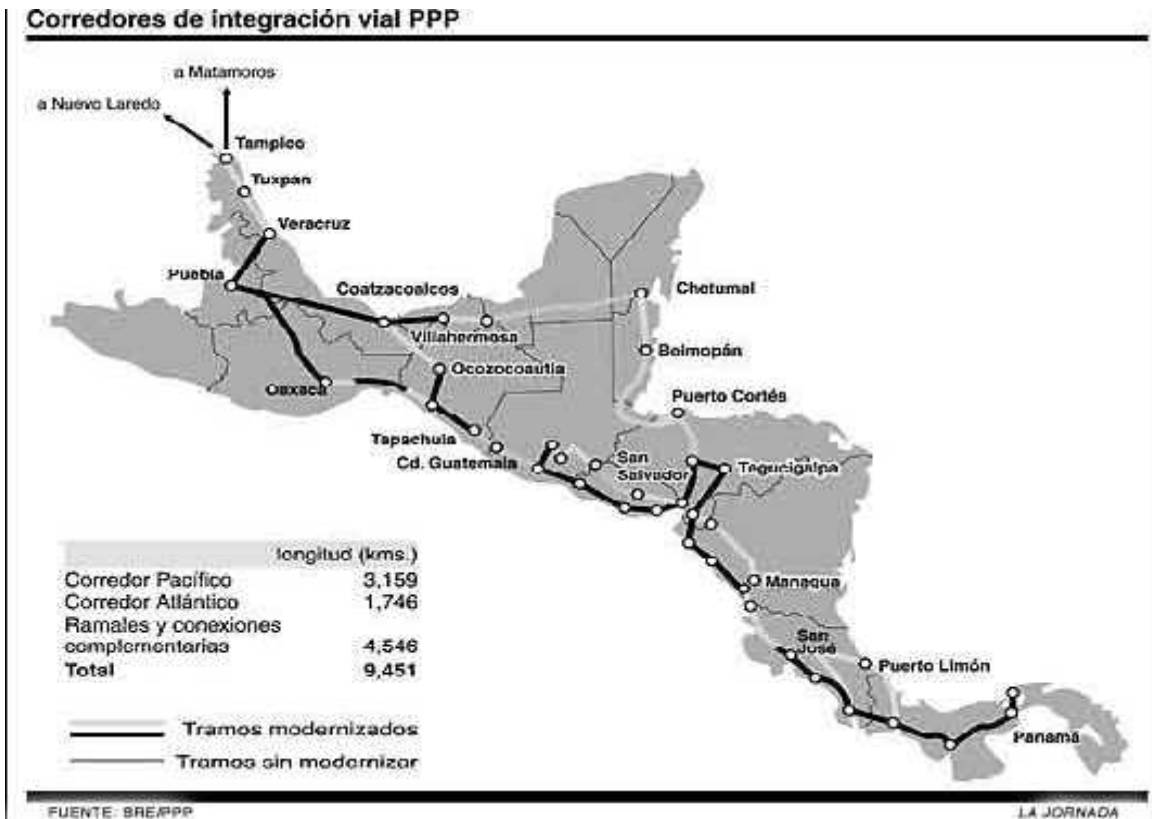 Corredores de integración vial PPP
a Matamoros
a Nuevo Laredo
Tampico
Tuxpan
Veracruz
Puebla
Coatzacoalcos
Chetumal
Villahermosa
Belmopán
Ocozocoautla
Oaxaca
Puerto Cortés
Tapachula
Cd. Guatemala
San
Salvador
Tegucigalpa
longitud (kms.)
Corredor Pacífico 3,159
Corredor Atlántico 1,746
Ramales y conexiones
complementarias 4,546
Total 9,451
Managua
San
José
Puerto Limón
Panamá
Tramos modernizados
Tramos sin modernizar
FUENTE: SRE/PPP
LA JORNADA